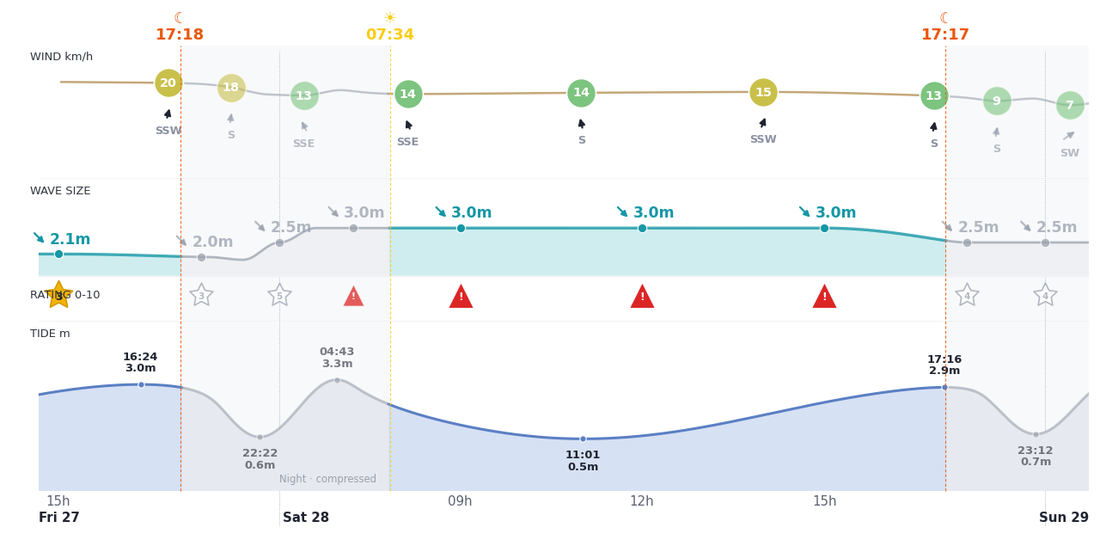 17:18
07:34
17:17
WIND km/h
20
18
13
14
14
15
13
9
7
SSW
S
SSE
SSE
S
SSW
S
S
SW
WAVE SIZE
2.1m
2.0m
2.5m
3.0m
3.0m
3.0m
3.0m
2.5m
2.5m
RATING 0-10
3
3
5
!
!
!
!
4
4
TIDE m
16:24
3.0m
04:43
3.3m
17:16
2.9m
22:22
0.6m
11:01
0.5m
23:12
0.7m
Night · compressed
15h
09h
12h
15h
Fri 27
Sat 28
Sun 29